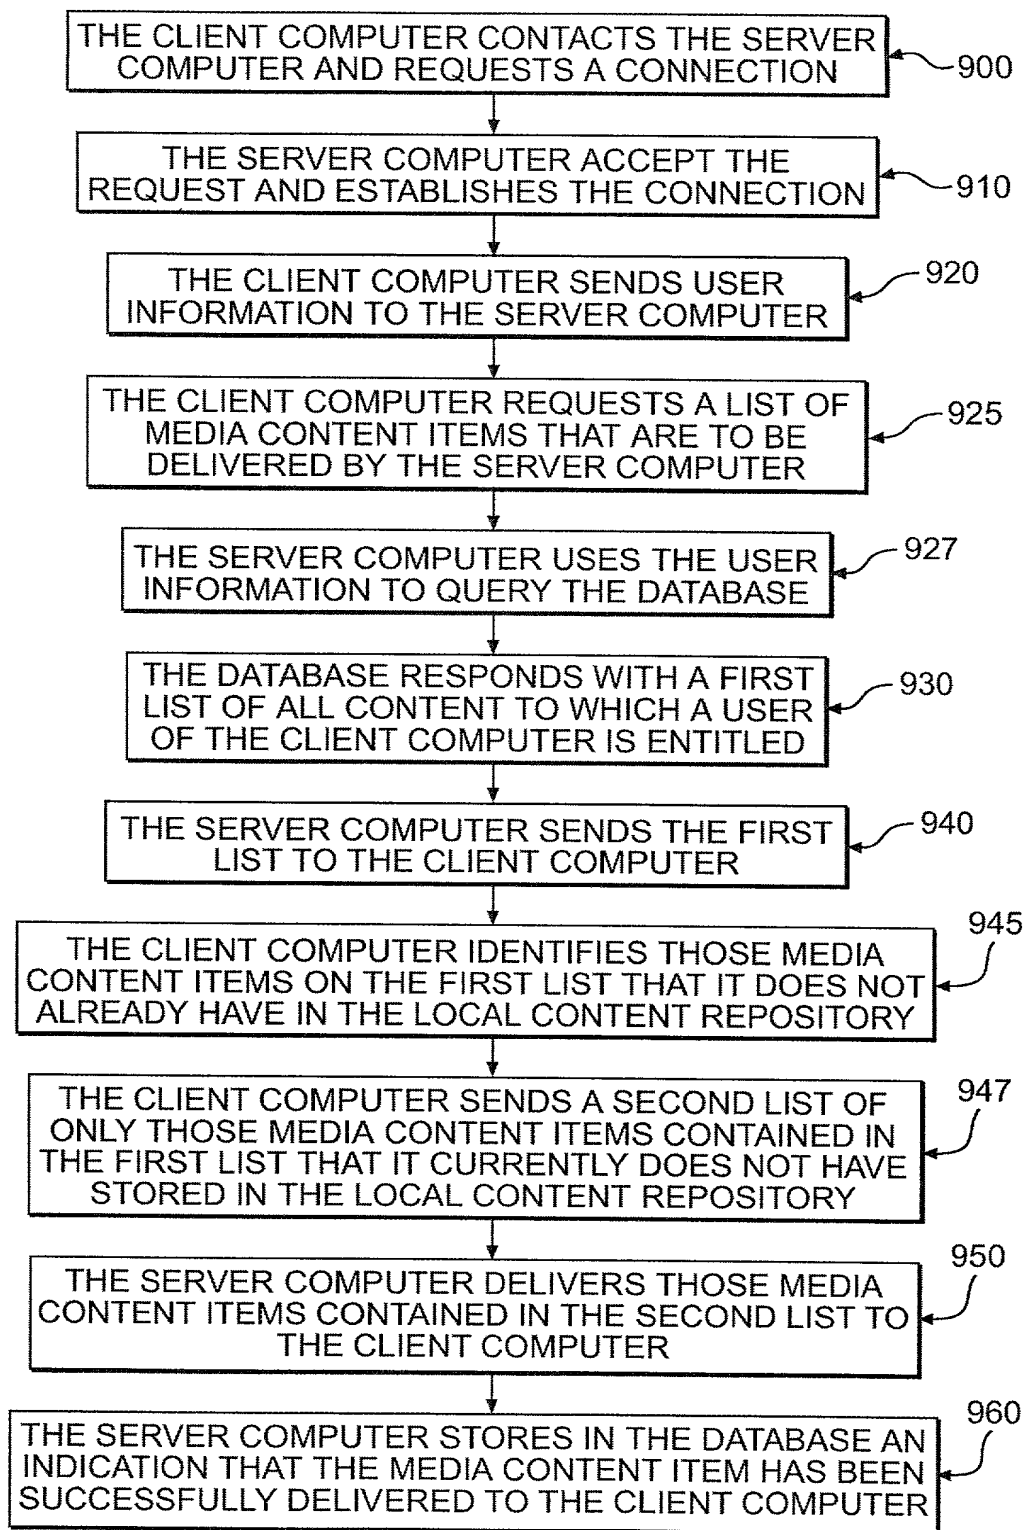 THE CLIENT COMPUTER CONTACTS THE SERVER
COMPUTER AND REQUESTS A CONNECTION
900
THE SERVER COMPUTER ACCEPT THE
REQUEST AND ESTABLISHES THE CONNECTION
910
THE CLIENT COMPUTER SENDS USER
INFORMATION TO THE SERVER COMPUTER
920
THE CLIENT COMPUTER REQUESTS A LIST OF
MEDIA CONTENT ITEMS THAT ARE TO BE
DELIVERED BY THE SERVER COMPUTER
925
THE SERVER COMPUTER USES THE USER
INFORMATION TO QUERY THE DATABASE
927
THE DATABASE RESPONDS WITH A FIRST
LIST OF ALL CONTENT TO WHICH A USER
OF THE CLIENT COMPUTER IS ENTITLED
930
THE SERVER COMPUTER SENDS THE FIRST
LIST TO THE CLIENT COMPUTER
940
THE CLIENT COMPUTER IDENTIFIES THOSE MEDIA
CONTENT ITEMS ON THE FIRST LIST THAT IT DOES NOT
ALREADY HAVE IN THE LOCAL CONTENT REPOSITORY
945
THE CLIENT COMPUTER SENDS A SECOND LIST OF
ONLY THOSE MEDIA CONTENT ITEMS CONTAINED IN
THE FIRST LIST THAT IT CURRENTLY DOES NOT HAVE
STORED IN THE LOCAL CONTENT REPOSITORY
947
THE SERVER COMPUTER DELIVERS THOSE MEDIA
CONTENT ITEMS CONTAINED IN THE SECOND LIST TO
THE CLIENT COMPUTER
950
THE SERVER COMPUTER STORES IN THE DATABASE AN
INDICATION THAT THE MEDIA CONTENT ITEM HAS BEEN
SUCCESSFULLY DELIVERED TO THE CLIENT COMPUTER
960